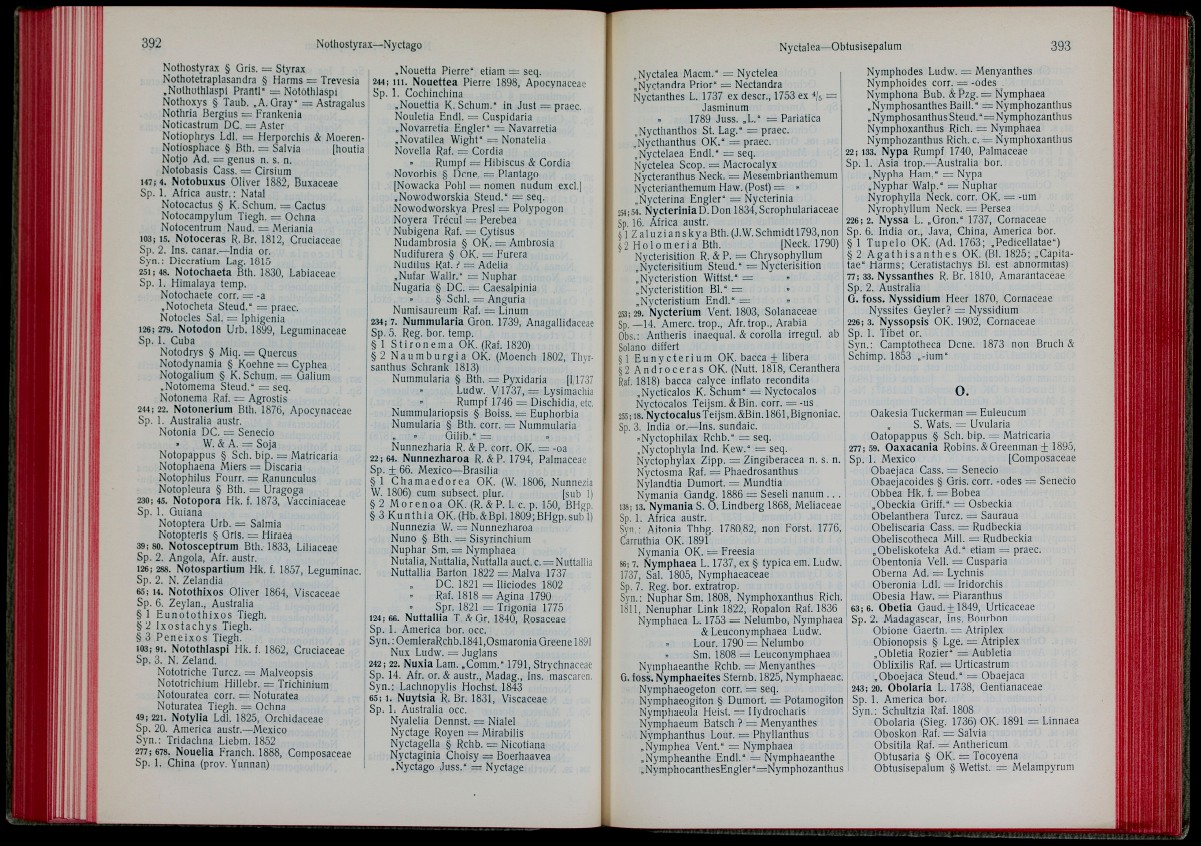 392
Nothostyrax—Nyctago
Nothostyrax § Gris. = Styrax
Nothotetraplasandra § Harms = Trevesia
„Nothothlaspi Prantl“ = Notothlaspi
Nothoxys § Taub. „A. Gray“ = Astragalus
Nothria Bergius = Frankenia
Noticastrum DC. = Aster
Notiophrys Ldl. = Herporchis & Moeren-
Notiosphace § Bth. = Salvia [houtia
Notjo Ad. = genus n. s. n.
Notobasis Cass. = Cirsium
147; 4. Notobuxus Oliver 1882, Buxaceae
Sp. 1. Africa austr.: Natal
Notocactus § K. Schum. = Cactus
Notocampylum Tiegh. = Ochna
Notocentrum Naud. = Meriania
103; 15. Notoceras R. Br. 1812, Cruciaceae
Sp. 2. Ins. canar.—India or.
Syn.: Diceratium Lag. 1815
251; 48. Notochaeta Bth. 1830, Labiaceae
Sp. 1. Himalaya temp.
Notochaete corr. = -a
„Notocheta Steud.“ = praec.
Notocles Sal. = Iphigenia
126; 279. Notodon Urb. 1899, Leguminaceae
Sp. 1. Cuba
Notodrys § Miq. = Quercus
Notodynamia § Koehne = Cyphea
Notogalium § K. Schum. = Galium
„Notomema Steud.“ = seq.
Notonema Raf. = Agrostis
244; 22. Notonerium Bth. 1876, Apocynaceae
Sp. 1. Australia austr.
Notonia DC. = Senecio
„ W. & A. = Soja
Notopappus § Sch. bip. = Matricaria
Notophaena Miers = Discaria
Notophilus Fourr. = Ranunculus
Notopleura § Bth. = Uragoga
230; 45. Notopora Hk. f. 1873, Vacciniaceae
Sp. 1. Guiana
Notoptera Urb. = Salmia
Notopteris § Gris. = Hiraea
39; 80. Notosceptrum Bth. 1833, Liliaceae
Sp. 2. Angola, Afr. austr.
126; 288. Notospartium Hk. f. 1857, Leguminac.
Sp. 2. N. Zelandia
65; 14. Notothixos Oliver 1864, Viscaceae
Sp. 6. Zeylan., Australia
§ 1 Eunotothixos Tiegh.
§ 2 Ixostachys Tiegh.
§ 3 Peneixos Tiegh.
103; 91. Notothlaspi Hk. f. 1862, Cruciaceae
Sp. 3. N. Zeland.
Nototriche Turcz. = Malveopsis
Nototrichium Hillebr. = Trichinium
Notouratea corr. = Noturatea
Noturatea Tiegh. = Ochna
49; 221. Notylia Ldl. 1825, Orchidaceae
Sp. 20. America austr.—Mexico
Syn.: Tridachna Liebm. 1852
277; 678. Nouelia Franch. 1888, Composaceae
Sp. 1. China (prov. Yunnan)
„Nouetta Pierre“ etiam = seq.
244; 111. Nouettea Pierre 1898, Apocynaceae
Sp. 1. Cochinchina
„Nouettia K. Schum.“ in Just = praec.
Nouletia Endl. = Cuspidaria
„Novarretia Engler“ = Navarretia
„Novatilea Wight“ = Nonatelia
Novella Raf. = Cordia
„ Rumpf = Hibiscus & Cordia
Novorbis § Dcne. = Plantago
[Nowacka Pohl = nomen nudum excl.]
„Nowodworskia Steud.“ = seq.
Nowodworskya Presl = Polypogon
Noyera Trécul = Perebea
Nubigena Raf. = Cytisus
Nudambrosia § OK. = Ambrosia
Nudifurera § OK. = Furera
Nudilus Raf. ? = Adelia
„Nufar Wallr.“ = Nuphar
Nugaria § DC. = Caesalpinia
„ § Schl. = Anguria
Numisaureum Raf. = Linum
234; 7. Nummularia Gron. 1739, Anagallidaceae
Sp. 5. Reg. bor. temp.
§ 1 Stironema OK. (Raf. 1820)
§ 2 Naumburgia OK. (Moench 1802, Thyr-
santhus Schrank 1813)
Nummularia § Bth. = Pyxidaria [I/1737
„ Ludw. V 1737, = Lysimachia
„ Rumpf 1746 = Dischidia, etc.
Nummulariopsis § Boiss. = Euphorbia
Numularia § Bth. corr. = Nummularia
„ „ Gilib.“ = „
Nunnezharia R. & P. corr. OK. = -oa
22; 64. Nunnezharoa R. & P. 1794, Palmaceae
Sp. ± 66. Mexico—Brasilia
§ 1 Chamaedorea OK. (W. 1806, Nunnezia
W. 1806) cum subsect. plur. [sub 1)
§ 2 Morenoa OK. (R. & P. l. c. p. 150, BHgp.
§ 3 Kunthia OK. (Hb. & Bpl. 1809; BHgp. sub 1)
Nunnezia W. = Nunnezharoa
Nuno § Bth. = Sisyrinchium
Nuphar Sm. = Nymphaea
Nutalia, Nuttalia, Nuttalla auct. c. = Nuttallia
Nuttallia Barton 1822 = Malva 1737
„ DC. 1821 = Iliciodes 1802
„ Raf. 1818 = Agina 1790
„ Spr. 1821 = Trigonia 1775
124; 66. Nuttallia T. & Gr. 1840, Rosaceae
Sp. 1. America bor. occ.
Syn.: Oemlera Rchb. 1841, Osmaronia Greene 1891
Nux Ludw. = Juglans
242; 22. Nuxia Lam. „Comm.“ 1791, Strychnaceae
Sp. 14. Afr. or. & austr., Madag., Ins. mascaren.
Syn.: Lachnopylis Hochst. 1843
65; 1. Nuytsia R. Br. 1831, Viscaceae
Sp. 1. Australia occ.
Nyalelia Dennst. = Nialel
Nyctage Royen = Mirabilis
Nyctagella § Rchb. = Nicotiana
Nyctaginia Choisy = Boerhaavea
„Nyctago Juss.“ = Nyctage
Nyctalea—Obtusisepalum
393
„Nyctalea Macm.“ = Nyctelea
„Nyctandra Prior“ = Nectandra
Nyctanthes L. 1737 ex descr., 1753 ex ⁴/₅ =
Jasminum
„ 1789 Juss. „L.“ = Pariatica
„Nycthanthos St. Lag.“ = praec.
„Nycthanthus OK.“ = praec.
„Nyctelaea Endl.“ = seq.
Nyctelea Scop. = Macrocalyx
Nycteranthus Neck. = Mesembrianthemum
Nycterianthemum Haw. (Post) = „
„Nycterina Engler“ = Nycterinia
254; 54. Nycterinia D. Don 1834, Scrophulariaceae
Sp. 16. Africa austr.
§ 1 Zaluzianskya Bth. (J.W. Schmidt 1793, non
§ 2 Holomeria Bth. [Neck. 1790)
Nycterisition R. & P. = Chrysophyllum
„Nycterisitium Steud.“ = Nycterisition
„Nycteristion Wittst.“ = „
„Nycteristition Bl.“ = „
„Nycteristium Endl.“ = „
253; 29. Nycterium Vent. 1803, Solanaceae
Sp. —14. Amerc. trop., Afr. trop., Arabia
Obs.: Antheris inaequal. & corolla irregul. ab
Solano differt
§ 1 Eunycterium OK. bacca ± libera
§ 2 Androceras OK. (Nutt. 1818, Ceranthera
Raf. 1818) bacca calyce inflato recondita
„Nycticalos K. Schum“ = Nyctocalos
Nyctocalos Teijsm. & Bin. corr. = -us
255; 18. Nyctocalus Teijsm. & Bin. 1861, Bignoniac.
Sp. 3. India or.—Ins. sundaic.
„Nyctophilax Rchb.“ = seq.
„Nyctophyla Ind. Kew.“ = seq.
Nyctophylax Zipp. = Zingiberacea n. s. n.
Nyctosma Raf. = Phaedrosanthus
Nylandtia Dumort. = Mundtia
Nymania Gandg. 1886 = Seseli nanum . . .
138; 13. Nymania S. O. Lindberg 1868, Meliaceae
Sp. 1. Africa austr.
Syn.: Aitonia Thbg. 1780/82, non Forst. 1776,
Carruthia OK. 1891
Nymania OK. = Freesia
86; 7. Nymphaea L. 1737, ex § typica em. Ludw.
1737, Sal. 1805, Nymphaeaceae
Sp. 7. Reg. bor. extratrop.
Syn.: Nuphar Sm. 1808, Nymphoxanthus Rich.
1811, Nenuphar Link 1822, Ropalon Raf. 1836
Nymphaea L. 1753 = Nelumbo, Nymphaea
& Leuconymphaea Ludw.
„ Lour. 1790 = Nelumbo
„ Sm. 1808 = Leuconymphaea
Nymphaeanthe Rchb. = Menyanthes
G. foss. Nymphaeites Sternb. 1825, Nymphaeac.
Nymphaeogeton corr. = seq.
Nymphaeogiton § Dumort. = Potamogiton
Nymphaeola Heist. = Hydrocharis
Nymphaeum Batsch ? = Menyanthes
Nymphanthus Lour. = Phyllanthus
„Nymphea Vent.“ = Nymphaea
„Nympheanthe Endl.“ = Nymphaeanthe
„Nymphocanthes Engler“ = Nymphozanthus
Nymphodes Ludw. = Menyanthes
Nymphoides corr. = -odes
Nymphona Bub. & Pzg. = Nymphaea
„Nymphosanthes Baill.“ = Nymphozanthus
„Nymphosanthus Steud.“ = Nymphozanthus
Nymphoxanthus Rich. = Nymphaea
Nymphozanthus Rich. c. = Nymphoxanthus
22; 133. Nypa Rumpf 1740, Palmaceae
Sp. 1. Asia trop.—Australia bor.
„Nypha Ham.“ = Nypa
„Nyphar Walp.“ = Nuphar
Nyrophylla Neck. corr. OK. = -um
Nyrophyllum Neck. = Persea
226; 2. Nyssa L. „Gron.“ 1737, Cornaceae
Sp. 6. India or., Java, China, America bor.
§ 1 Tupelo OK. (Ad. 1763; „Pedicellatae“)
§ 2 Agathisanthes OK. (Bl. 1825; „Capita-
tae“ Harms; Ceratistachys Bl. est abnormitas)
77; 33. Nyssanthes R. Br. 1810, Amarantaceae
Sp. 2. Australia
G. foss. Nyssidium Heer 1870, Cornaceae
Nyssites Geyler? = Nyssidium
226; 3. Nyssopsis OK. 1902, Cornaceae
Sp. 1. Tibet or.
Syn.: Camptotheca Dcne. 1873 non Bruch &
Schimp. 1853 „-ium“
O.
Oakesia Tuckerman = Euleucum
„ S. Wats. = Uvularia
Oatopappus § Sch. bip. = Matricaria
277; 59. Oaxacania Robins. & Greenman ± 1895,
Sp. 1. Mexico [Composaceae
Obaejaca Cass. = Senecio
Obaejacoides § Gris. corr. -odes = Senecio
Obbea Hk. f. = Bobea
„Obeckia Griff.“ = Osbeckia
Obelanthera Turcz. = Sauraua
Obeliscaria Cass. = Rudbeckia
Obeliscotheca Mill. = Rudbeckia
„Obeliskoteka Ad.“ etiam = praec.
Obentonia Vell. = Cusparia
Oberna Ad. = Lychnis
Oberonia Ldl. = Iridorchis
Obesia Haw. = Piaranthus
63; 6. Obetia Gaud. ± 1849, Urticaceae
Sp. 2. Madagascar, Ins. Bourbon
Obione Gaertn. = Atriplex
Obionopsis § Lge. = Atriplex
„Obletia Rozier“ = Aubletia
Oblixilis Raf. = Urticastrum
„Oboejaca Steud.“ = Obaejaca
243; 20. Obolaria L. 1738, Gentianaceae
Sp. 1. America bor.
Syn.: Schultzia Raf. 1808
Obolaria (Sieg. 1736) OK. 1891 = Linnaea
Oboskon Raf. = Salvia
Obsitila Raf. = Anthericum
Obtusaria § OK. = Tocoyena
Obtusisepalum § Wettst. = Melampyrum